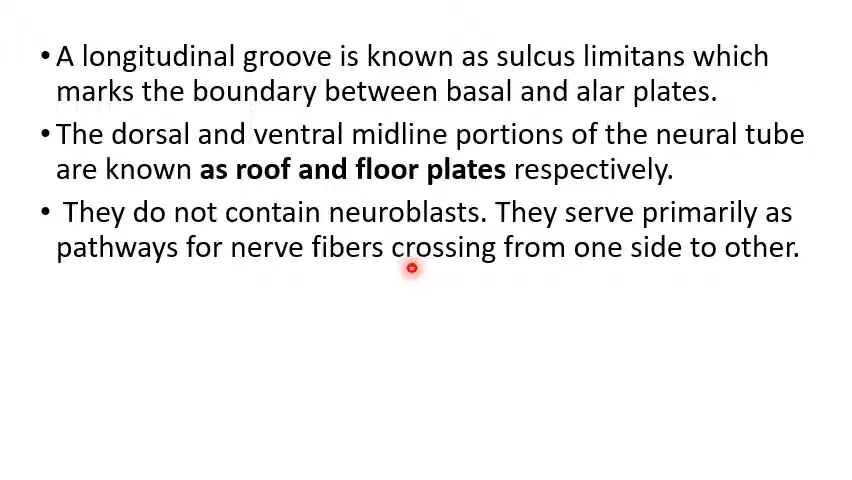 • A longitudinal groove is known as sulcus limitans which
marks the boundary between basal and alar plates.
• The dorsal and ventral midline portions of the neural tube
are known as roof and floor plates respectively.
• They do not contain neuroblasts. They serve primarily as
pathways for nerve fibers crossing from one side to other.